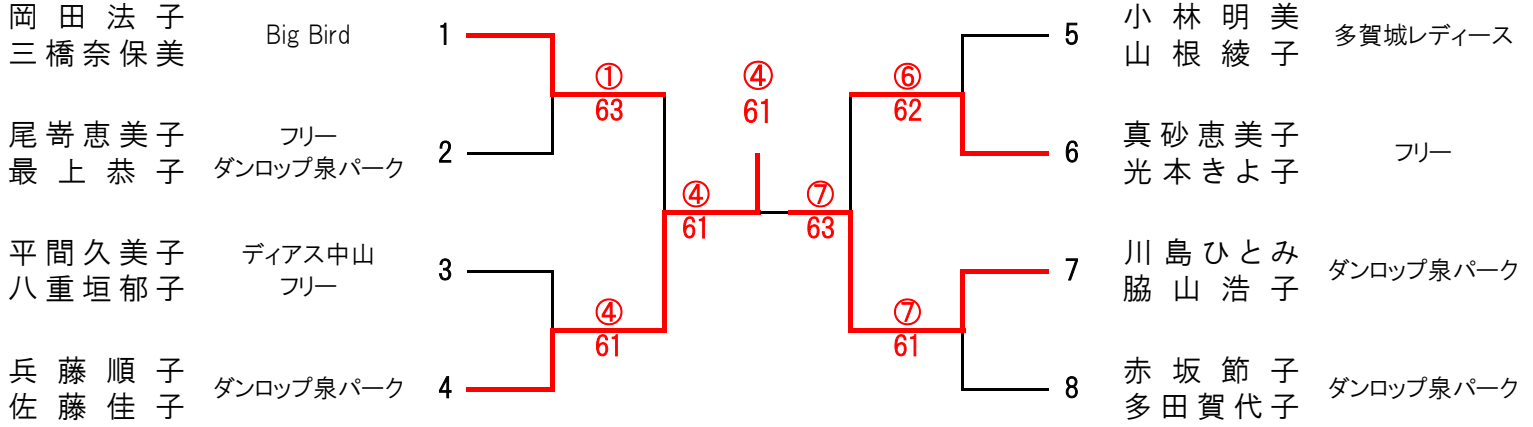 岡田法子
三橋奈保美
Big Bird
1
尾嵜恵美子
最上恭子
フリー
ダンロップ泉パーク
2
平間久美子
八重垣郁子
ディアス中山
フリー
3
兵藤順子
佐藤佳子
ダンロップ泉パーク
4
①
63
④
61
④
61
④
61
⑦
63
⑥
62
⑦
61
5
小林明美
山根綾子
多賀城レディース
6
真砂恵美子
光本きよ子
フリー
7
川島ひとみ
脇山浩子
ダンロップ泉パーク
8
赤坂節子
多田賀代子
ダンロップ泉パーク